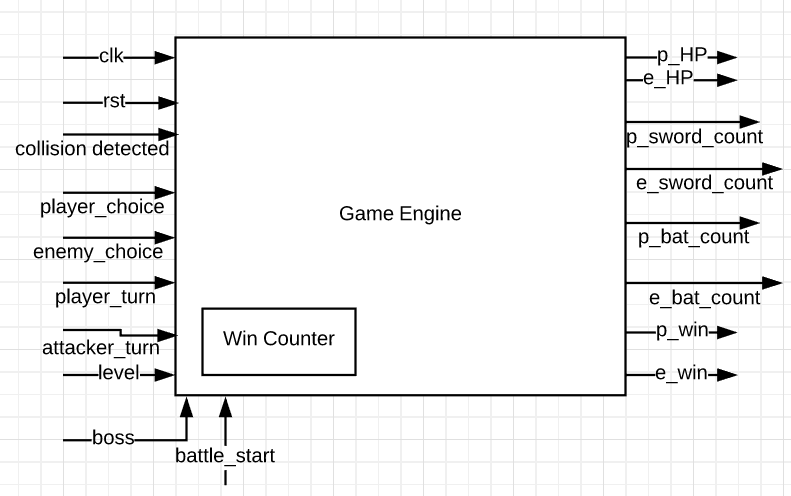 clk
rst
collision detected
player_choice
enemy_choice
player_turn
attacker_turn
level
boss
battle_start
Game Engine
Win Counter
p_HP
e_HP
p_sword_count
e_sword_count
p_bat_count
e_bat_count
p_win
e_win